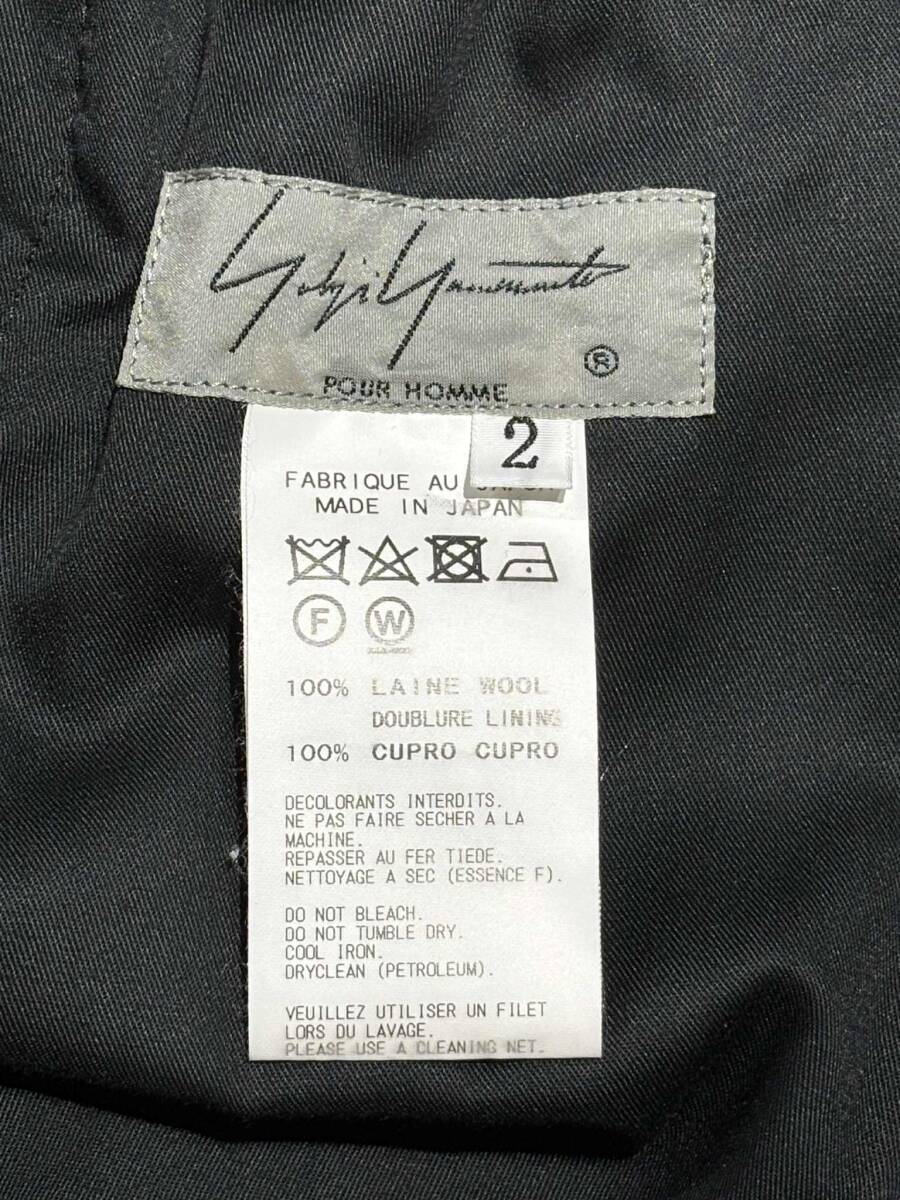 Yohji Yamamoto
®
POUR HOMME
2
FABRIQUE AU JAPON
MADE IN JAPAN
F W
100% LAINE WOOL
DOUBLURE LINING
100% CUPRO CUPRO
DECOLORANTS INTERDITS.
NE PAS FAIRE SECHER A LA
MACHINE.
REPASSER AU FER TIEDE.
NETTOYAGE A SEC (ESSENCE F).
DO NOT BLEACH.
DO NOT TUMBLE DRY.
COOL IRON.
DRYCLEAN (PETROLEUM).
VEUILLEZ UTILISER UN FILET
LORS DU LAVAGE.
PLEASE USE A CLEANING NET.